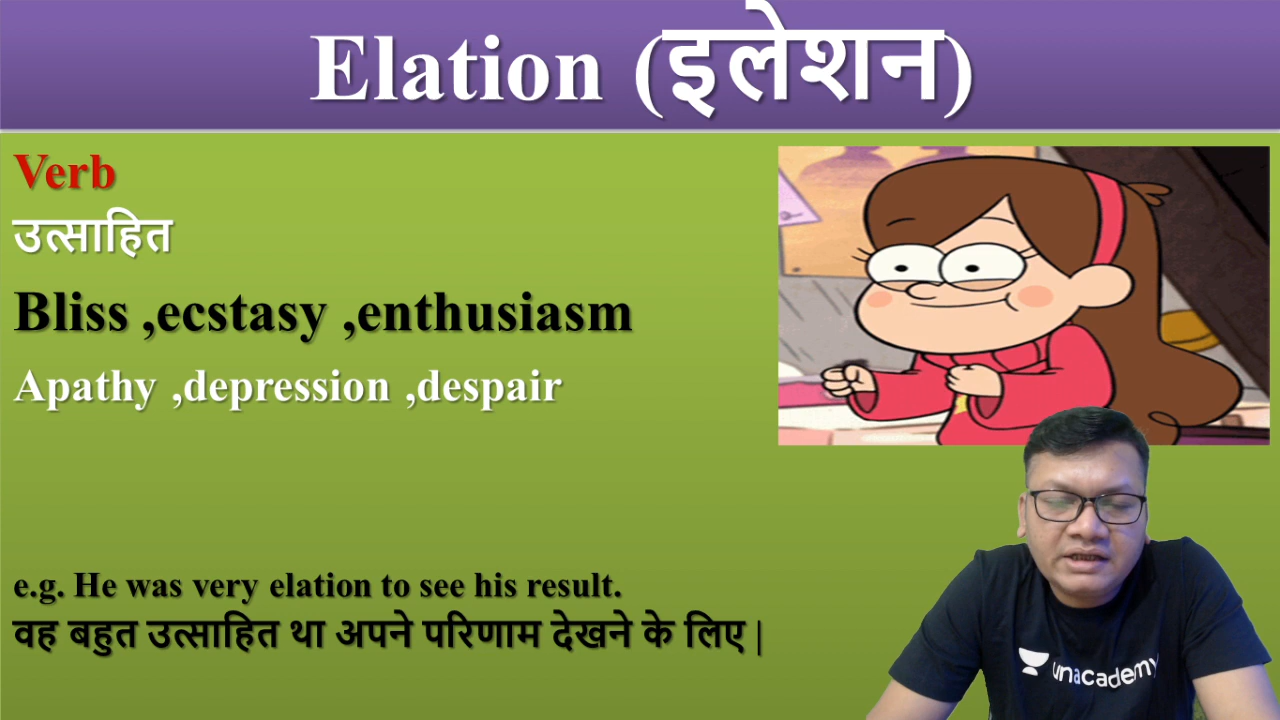 Elation (इलेशन)
Verb
उत्साहित
Bliss ,ecstasy ,enthusiasm
Apathy ,depression ,despair
e.g. He was very elation to see his result.
वह बहुत उत्साहित था अपने परिणाम देखने के लिए |
unacademy